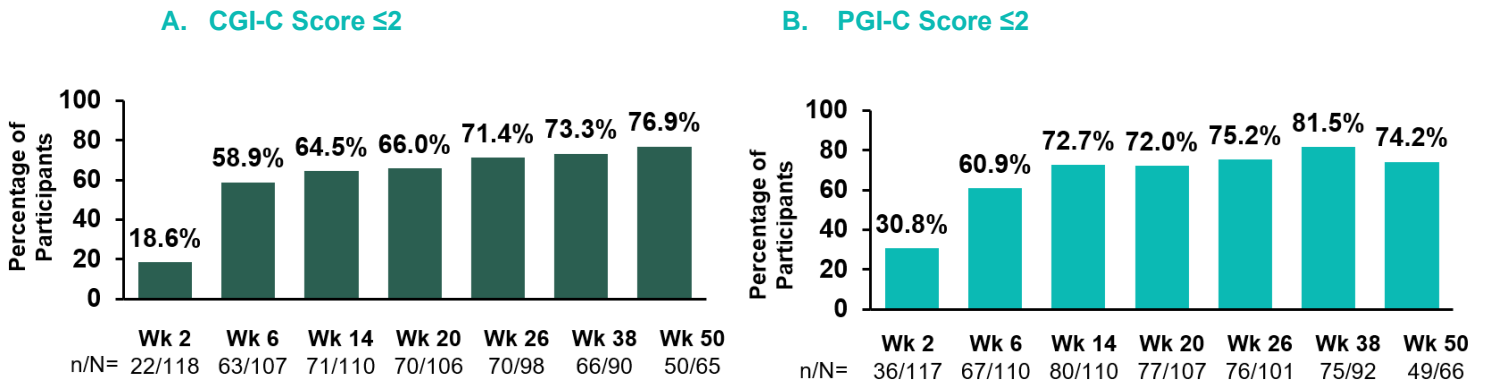 A. CGI-C Score ≤2
Percentage of
Participants
100
80
60
40
20
0
18.6%
58.9%
64.5%
66.0%
71.4%
73.3%
76.9%
Wk 2 Wk 6 Wk 14 Wk 20 Wk 26 Wk 38 Wk 50
n/N= 22/118 63/107 71/110 70/106 70/98 66/90 50/65
B. PGI-C Score ≤2
Percentage of
Participants
100
80
60
40
20
0
30.8%
60.9%
72.7%
72.0%
75.2%
81.5%
74.2%
Wk 2 Wk 6 Wk 14 Wk 20 Wk 26 Wk 38 Wk 50
n/N= 36/117 67/110 80/110 77/107 76/101 75/92 49/66